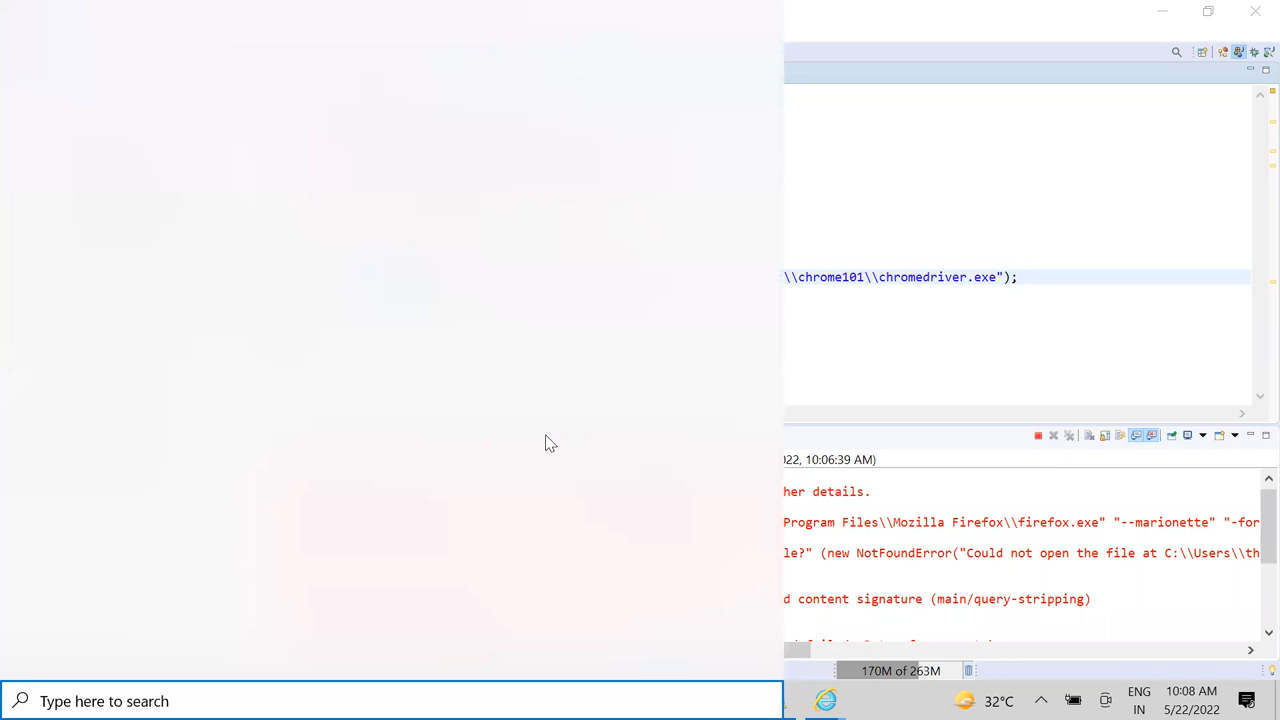 \\chrome101\\chromedriver.exe");
22, 10:06:39 AM)
her details.
Program Files\\Mozilla Firefox\\firefox.exe" "--marionette" "-for
le?" (new NotFoundError("Could not open the file at C:\\Users\\th
d content signature (main/query-stripping)
170M of 263M
Type here to search
32°C
ENG
IN
10:08 AM
5/22/2022